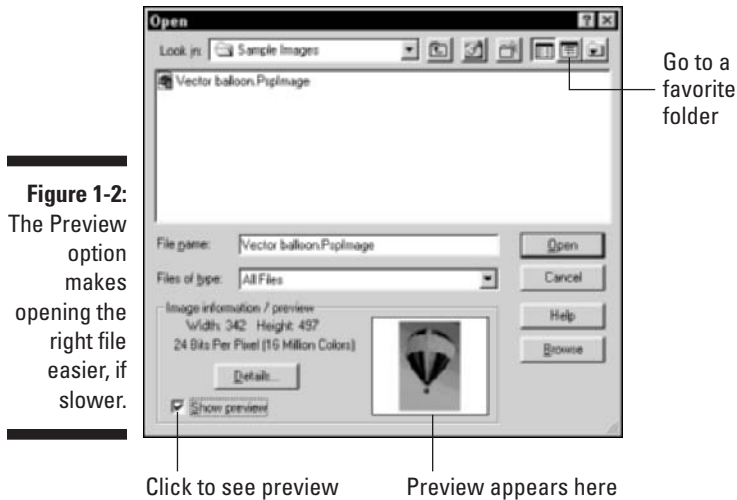 Open
Look in: Sample Images
Vector balloon.PspImage
Go to a
favorite
folder
Figure 1-2:
The Preview
option
makes
opening the
right file
easier, if
slower.
File name: Vector balloon.PspImage
Open
Files of type: All Files
Cancel
Image information / preview
Width: 342 Height: 497
24 Bits Per Pixel (16 Million Colors)
Details...
Show preview
Help
Browse
Click to see preview
Preview appears here